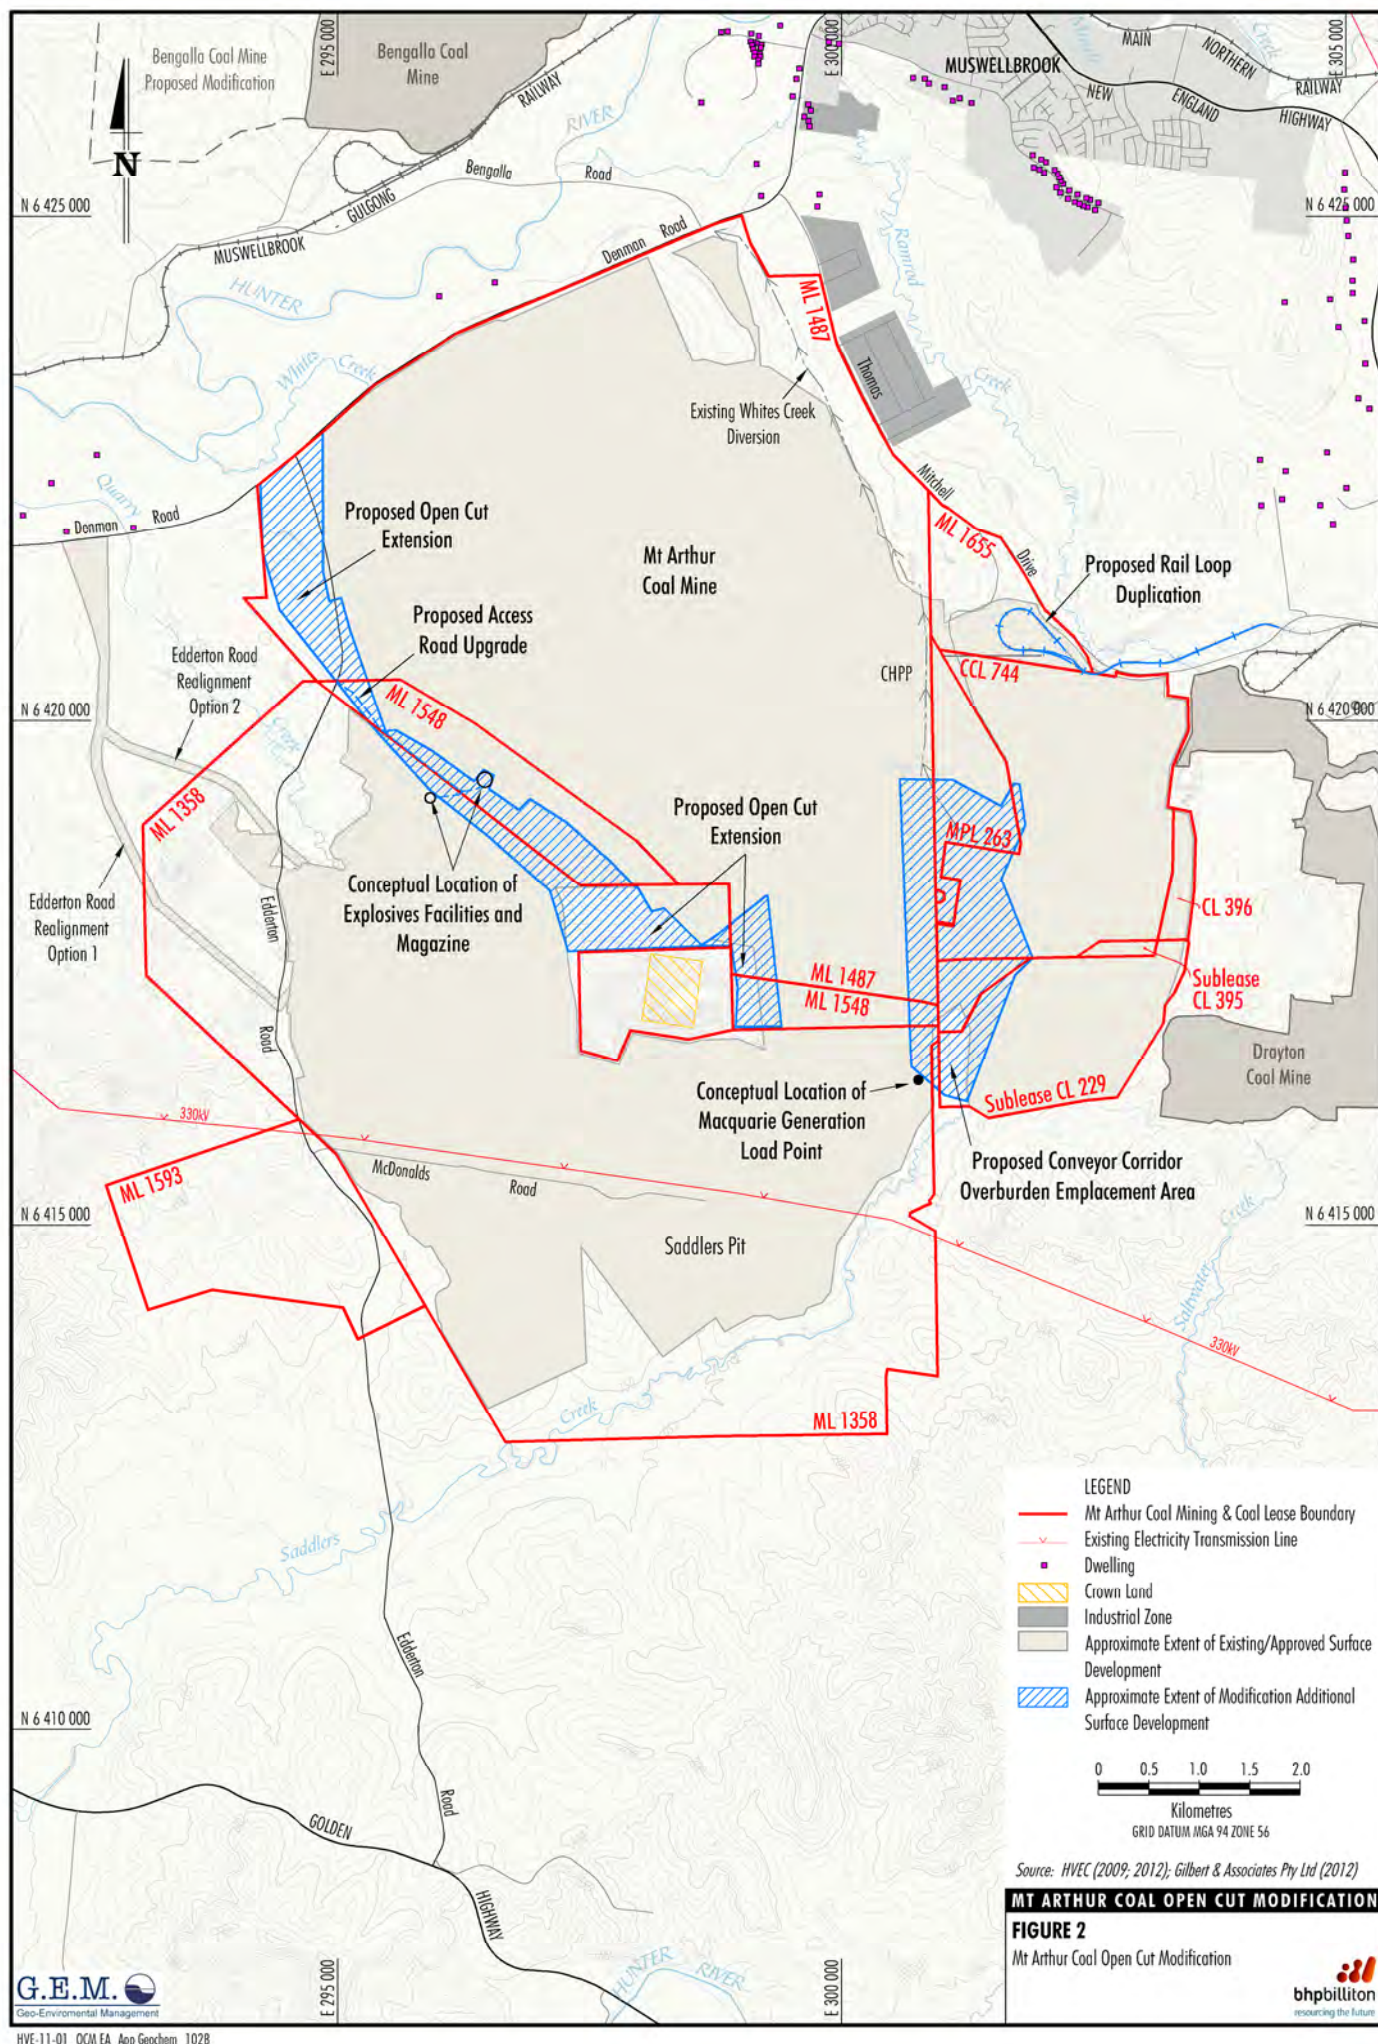 Bengalla Coal Mine
Proposed Modification
Bengalla Coal
Mine
E 295 000
E 300 000
E 305 000
MUSWELLBROOK
MAIN
NORTHERN
RAILWAY
NEW
ENGLAND
HIGHWAY
Creek
RAILWAY
RIVER
Bengalla
Road
GULGONG
-
MUSWELLBROOK
N
N 6 425 000
N 6 425 000
Denman Road
HUNTER
Ramrod
Creek
ML 1487
Whites Creek
Thomas
Existing Whites Creek
Diversion
Mitchell
Quarry
Denman Road
Proposed Open Cut
Extension
Mt Arthur
Coal Mine
ML 1655
Drive
Proposed Rail Loop
Duplication
Proposed Access
Road Upgrade
Edderton Road
Realignment
Option 2
CHPP
CCL 744
ML 1548
N 6 420 000
N 6 420 000
Creek
ML 1358
Proposed Open Cut
Extension
MPL 263
Conceptual Location of
Explosives Facilities and
Magazine
Edderton Road
Realignment
Option 1
Edderton
CL 396
ML 1487
ML 1548
Sublease
CL 395
Road
Drayton
Coal Mine
Conceptual Location of
Macquarie Generation
Load Point
Sublease CL 229
330kV
McDonalds
Road
Proposed Conveyor Corridor
Overburden Emplacement Area
ML 1593
N 6 415 000
N 6 415 000
Saddlers Pit
Saltwater
Creek
330kV
Creek
ML 1358
Saddlers
Edderton
Road
N 6 410 000
GOLDEN
HIGHWAY
HUNTER RIVER
LEGEND
Mt Arthur Coal Mining & Coal Lease Boundary
Existing Electricity Transmission Line
Dwelling
Crown Land
Industrial Zone
Approximate Extent of Existing/Approved Surface
Development
Approximate Extent of Modification Additional
Surface Development
0 0.5 1.0 1.5 2.0
Kilometres
GRID DATUM MGA 94 ZONE 56
Source: HVEC (2009; 2012); Gilbert & Associates Pty Ltd (2012)
MT ARTHUR COAL OPEN CUT MODIFICATION
FIGURE 2
Mt Arthur Coal Open Cut Modification
bhpbilliton
resourcing the future
G.E.M.
Geo-Enviromental Management
E 295 000
E 300 000
HVE-11-01_OCM EA_App Geochem_102B